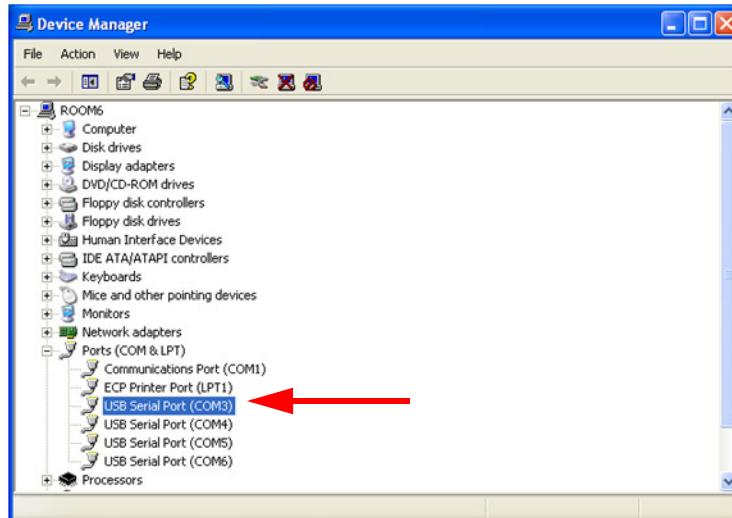 Device Manager
File Action View Help
ROOM6
Computer
Disk drives
Display adapters
DVD/CD-ROM drives
Floppy disk controllers
Floppy disk drives
Human Interface Devices
IDE ATA/ATAPI controllers
Keyboards
Mice and other pointing devices
Monitors
Network adapters
Ports (COM & LPT)
Communications Port (COM1)
ECP Printer Port (LPT1)
USB Serial Port (COM3)
USB Serial Port (COM4)
USB Serial Port (COM5)
USB Serial Port (COM6)
Processors